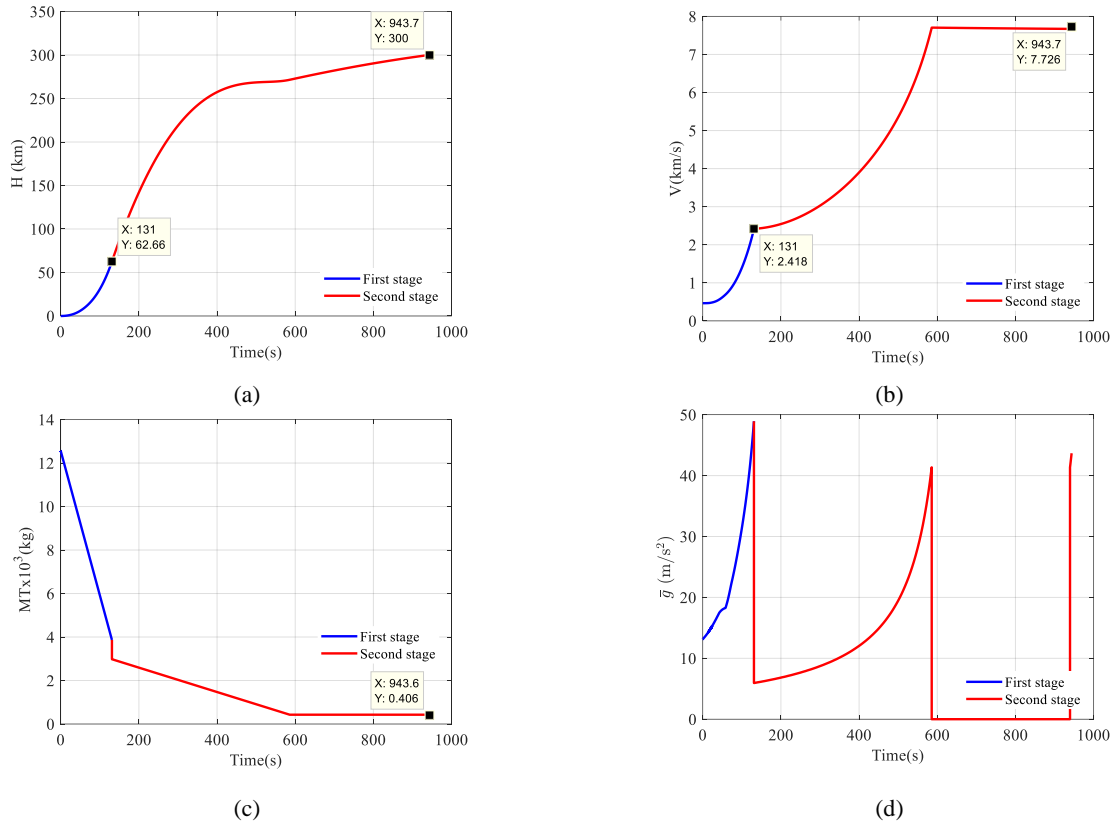 350
300
250
200
150
100
50
0
H (km)
X: 943.7
Y: 300
X: 131
Y: 62.66
First stage
Second stage
0 200 400 600 800 1000
Time(s)
(a)
8
7
6
5
4
3
2
1
0
V(km/s)
X: 943.7
Y: 7.726
X: 131
Y: 2.418
First stage
Second stage
0 200 400 600 800 1000
Time(s)
(b)
14
12
10
8
6
4
2
0
MTx10³(kg)
First stage
Second stage
X: 943.6
Y: 0.406
0 200 400 600 800 1000
Time(s)
(c)
50
40
30
20
10
0
g̅ (m/s²)
First stage
Second stage
0 200 400 600 800 1000
Time(s)
(d)